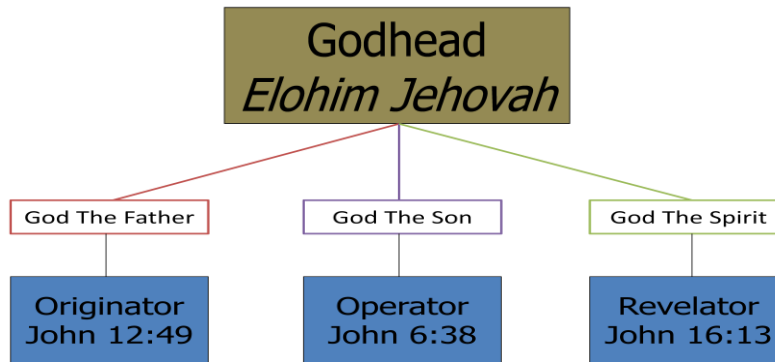 Godhead
Elohim Jehovah
God The Father
God The Son
God The Spirit
Originator
John 12:49
Operator
John 6:38
Revelator
John 16:13